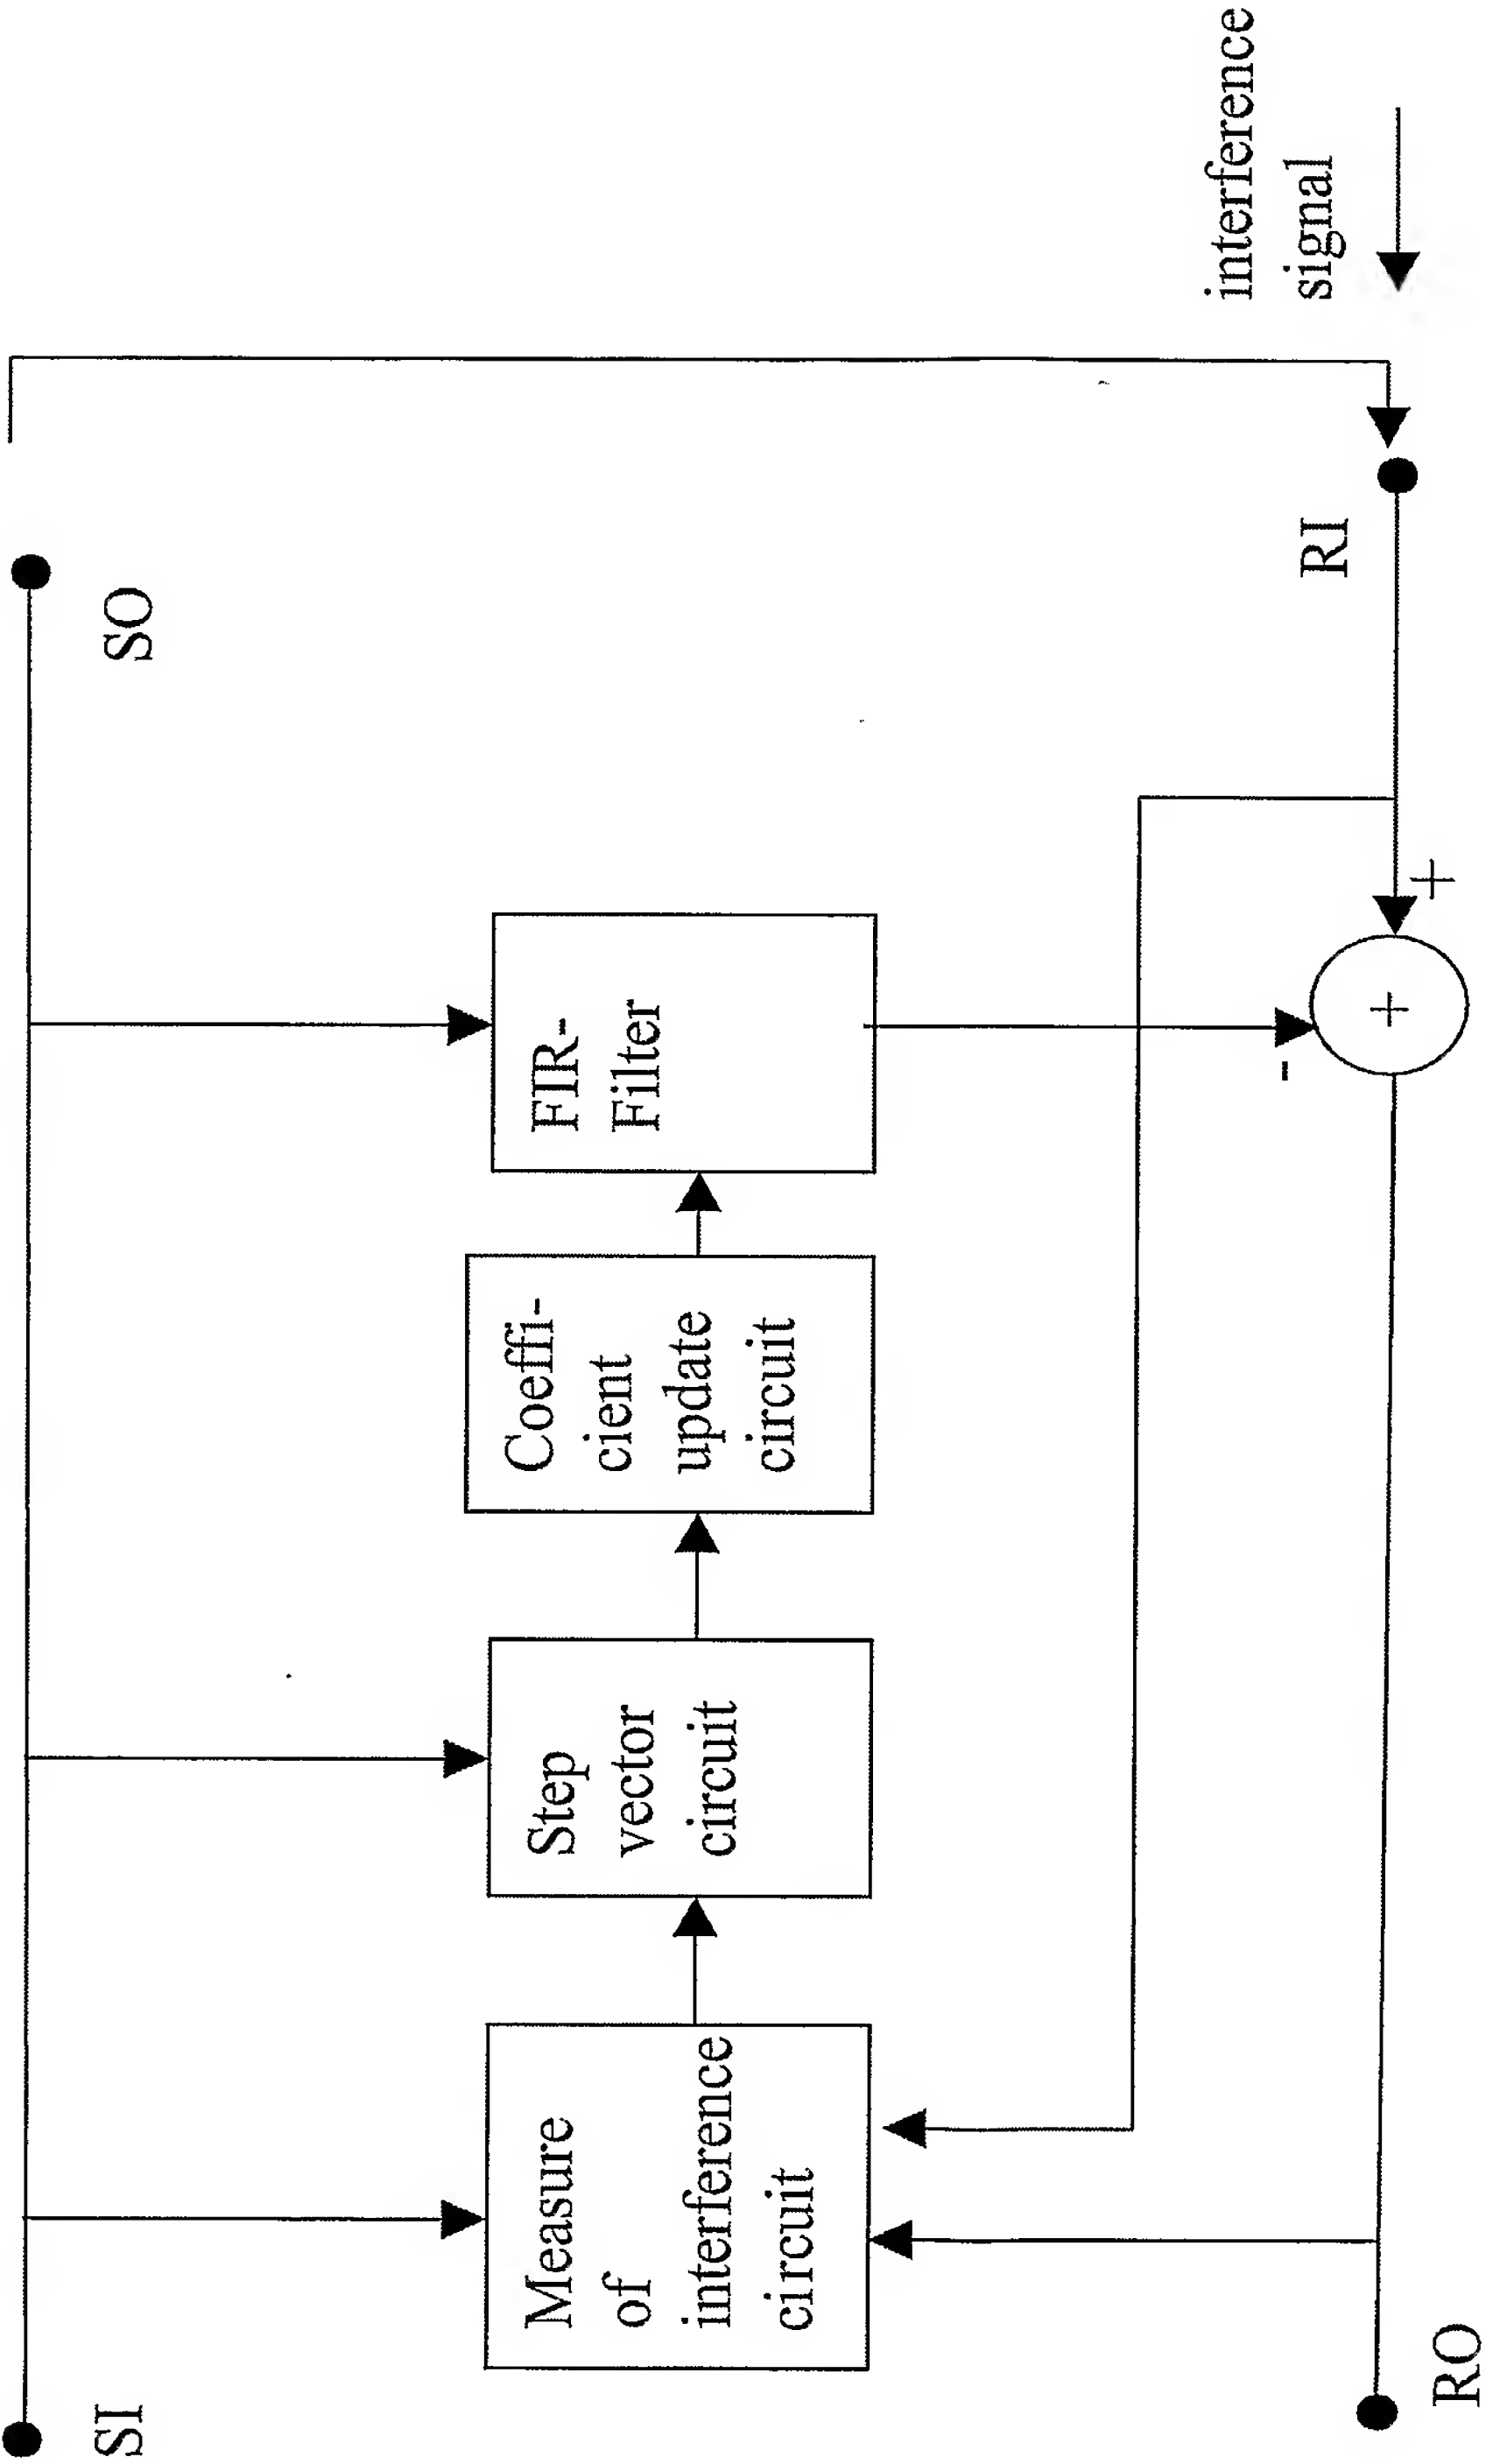 SI
SO
Measure
of
interference
circuit
Step
vector
circuit
Coeffi-
cient
update
circuit
FIR-
Filter
-
+
+
RO
RI
interference
signal